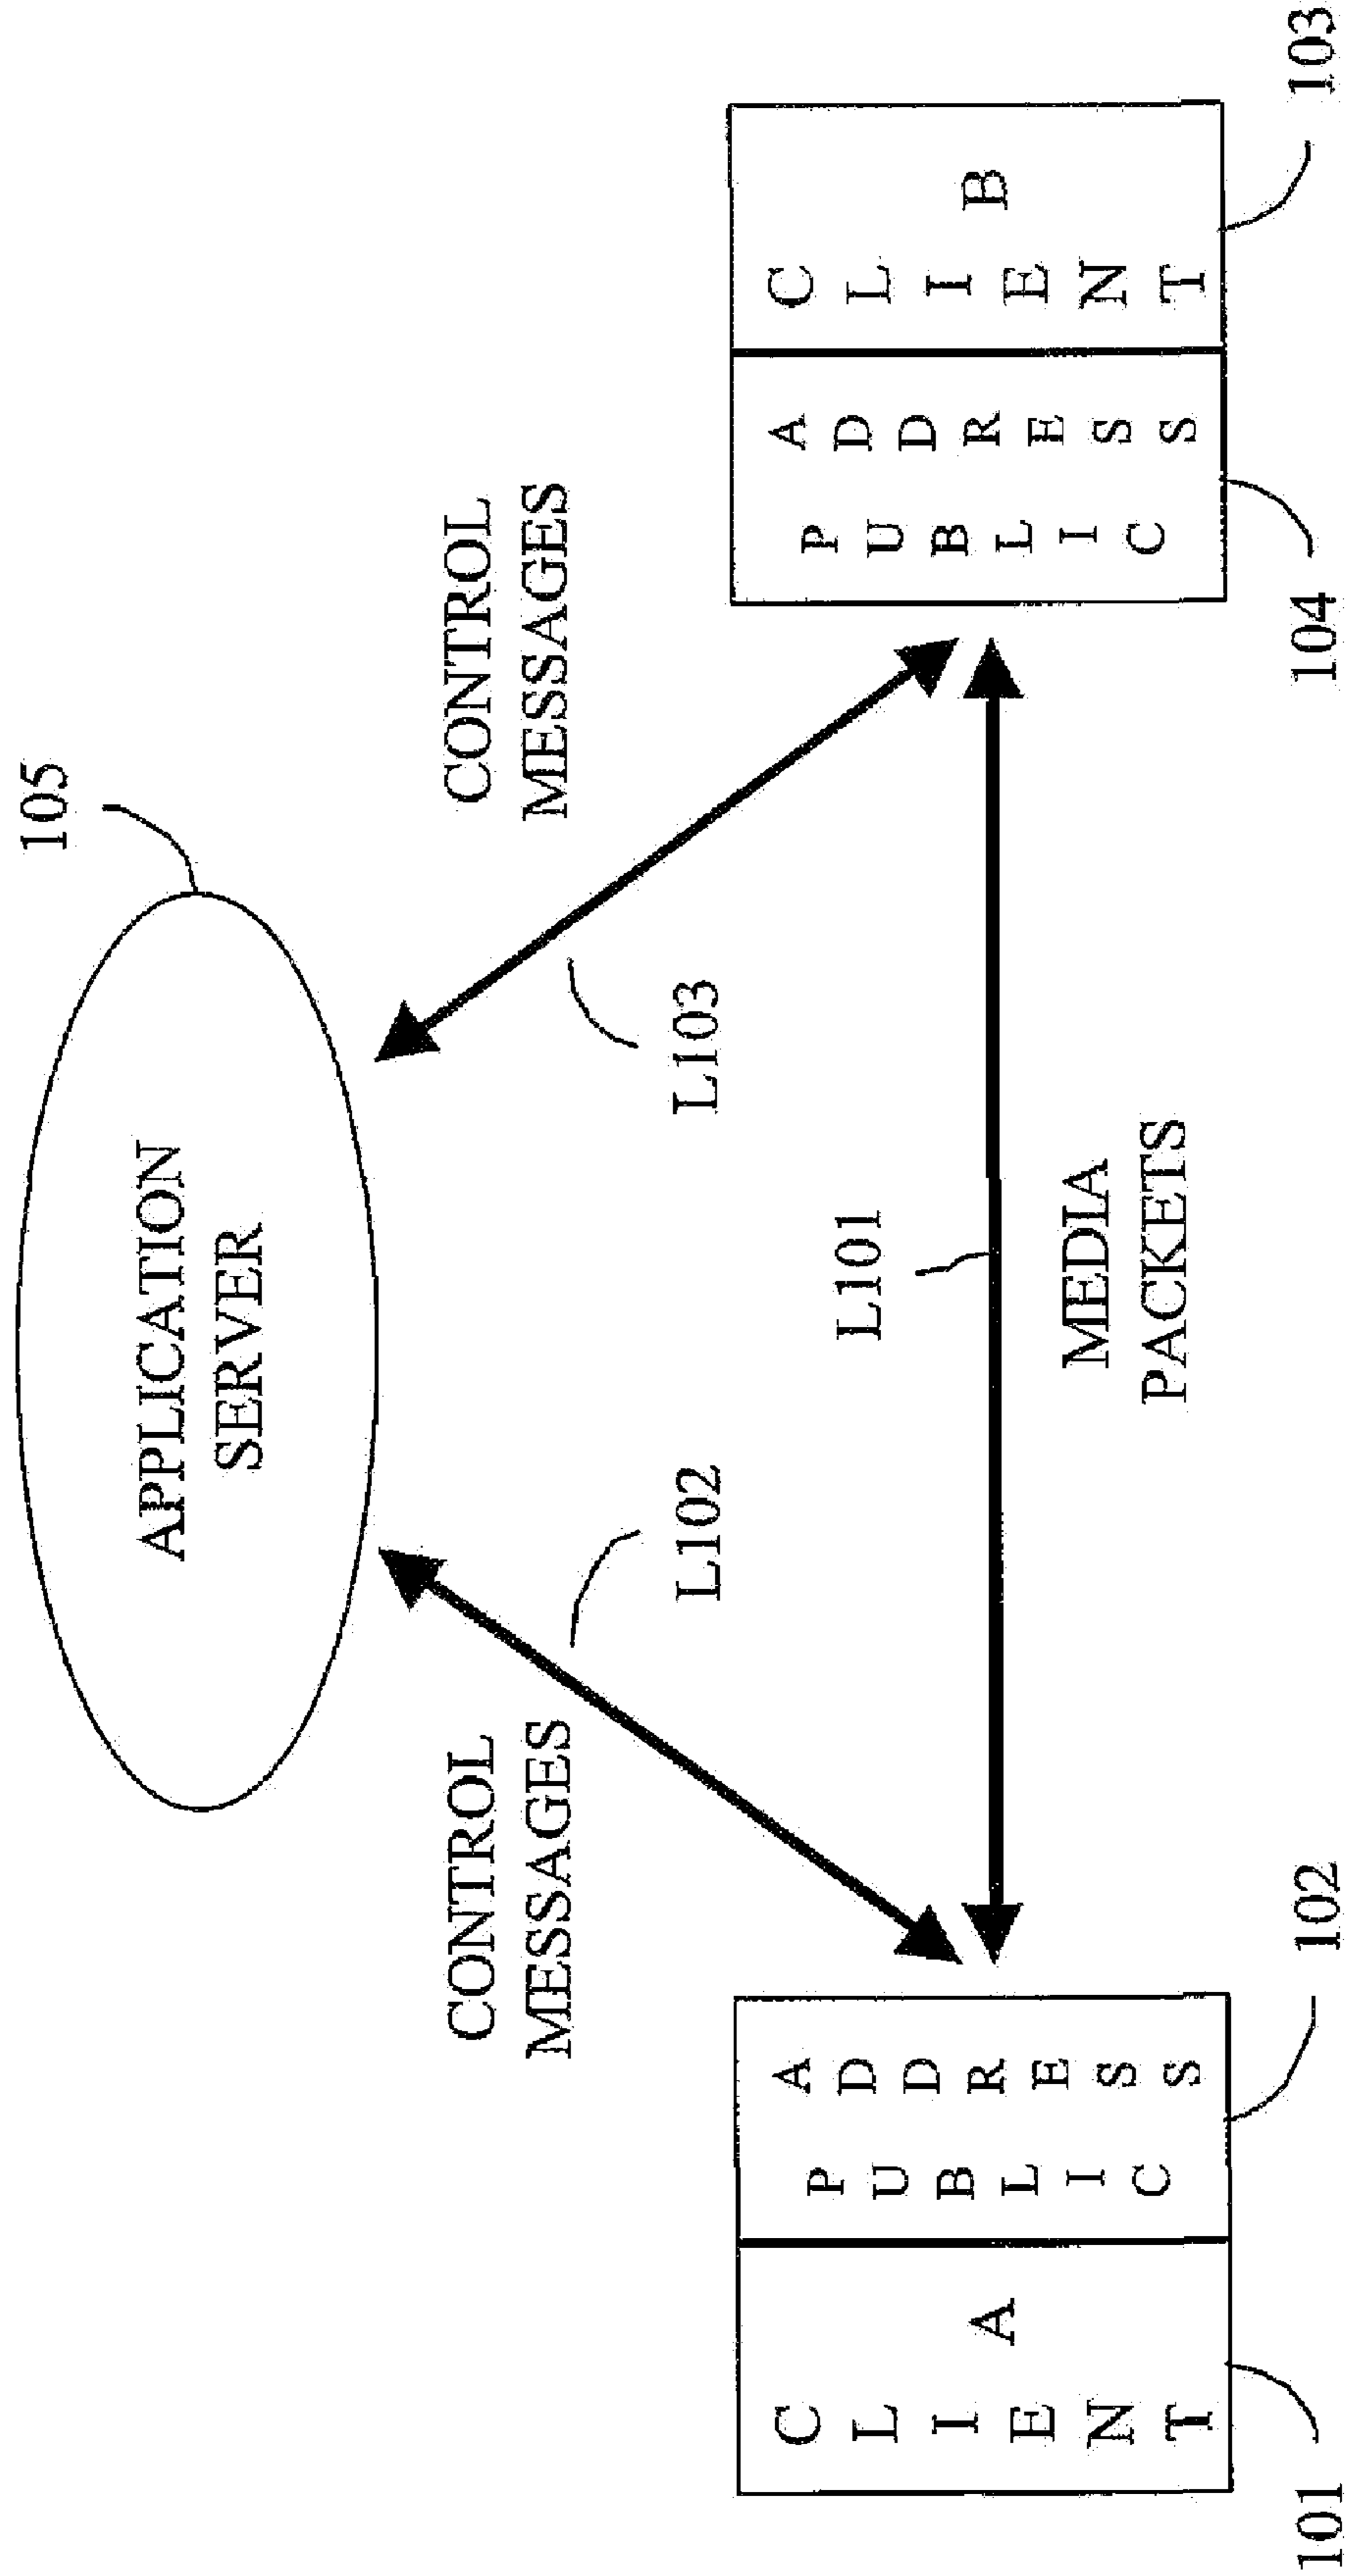 105
APPLICATION
SERVER
CONTROL
MESSAGES
CONTROL
MESSAGES
L102
L103
L101
MEDIA
PACKETS
CLIENT
A
PUBLIC
ADDRESS
PUBLIC
ADDRESS
CLIENT
B
101
102
104
103